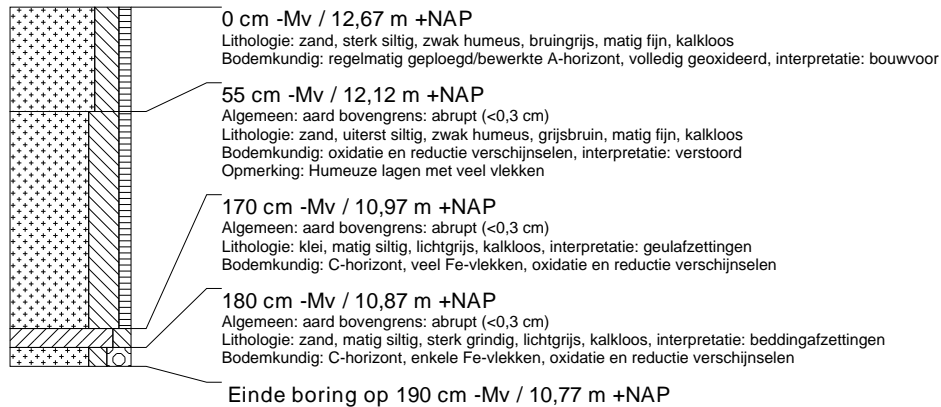 0 cm -Mv / 12,67 m +NAP
Lithologie: zand, sterk siltig, zwak humeus, bruingrijs, matig fijn, kalkloos
Bodemkundig: regelmatig geploegd/bewerkte A-horizont, volledig geoxideerd, interpretatie: bouwvoor
55 cm -Mv / 12,12 m +NAP
Algemeen: aard bovengrens: abrupt (<0,3 cm)
Lithologie: zand, uiterst siltig, zwak humeus, grijsbruin, matig fijn, kalkloos
Bodemkundig: oxidatie en reductie verschijnselen, interpretatie: verstoord
Opmerking: Humeuze lagen met veel vlekken
170 cm -Mv / 10,97 m +NAP
Algemeen: aard bovengrens: abrupt (<0,3 cm)
Lithologie: klei, matig siltig, lichtgrijs, kalkloos, interpretatie: geulafzettingen
Bodemkundig: C-horizont, veel Fe-vlekken, oxidatie en reductie verschijnselen
180 cm -Mv / 10,87 m +NAP
Algemeen: aard bovengrens: abrupt (<0,3 cm)
Lithologie: zand, matig siltig, sterk grindig, lichtgrijs, kalkloos, interpretatie: beddingafzettingen
Bodemkundig: C-horizont, enkele Fe-vlekken, oxidatie en reductie verschijnselen
Einde boring op 190 cm -Mv / 10,77 m +NAP